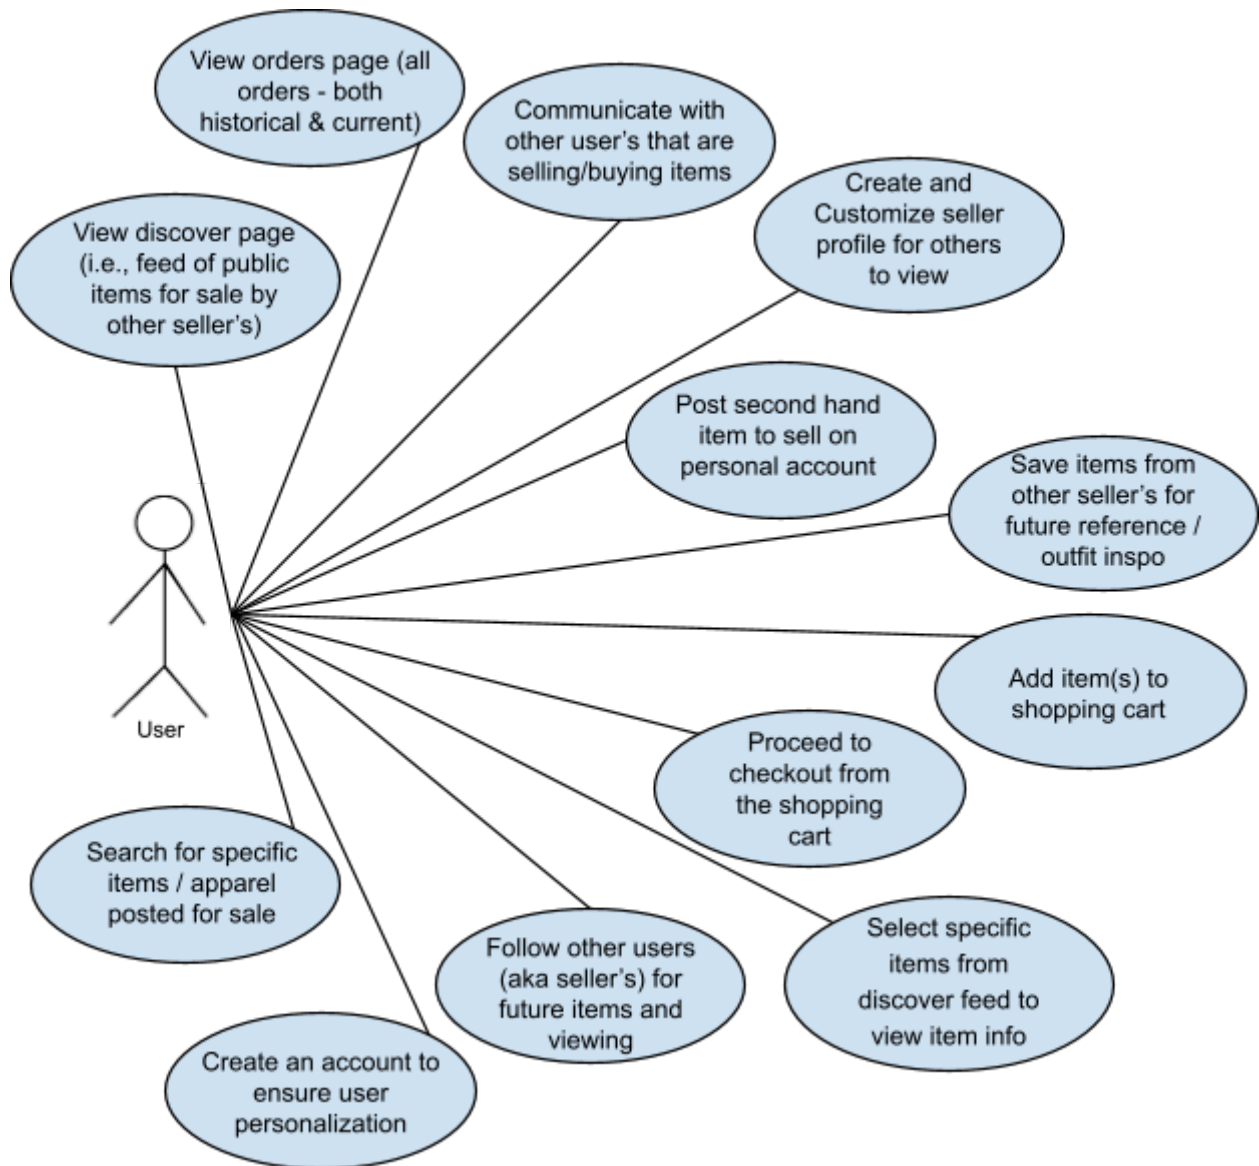 View orders page (all
orders - both
historical & current)
Communicate with
other user's that are
selling/buying items
Create and
Customize seller
profile for others
to view
View discover page
(i.e., feed of public
items for sale by
other seller's)
Post second hand
item to sell on
personal account
Save items from
other seller's for
future reference /
outfit inspo
Add item(s) to
shopping cart
User
Proceed to
checkout from
the shopping
cart
Search for specific
items / apparel
posted for sale
Follow other users
(aka seller's) for
future items and
viewing
Select specific
items from
discover feed to
view item info
Create an account to
ensure user
personalization